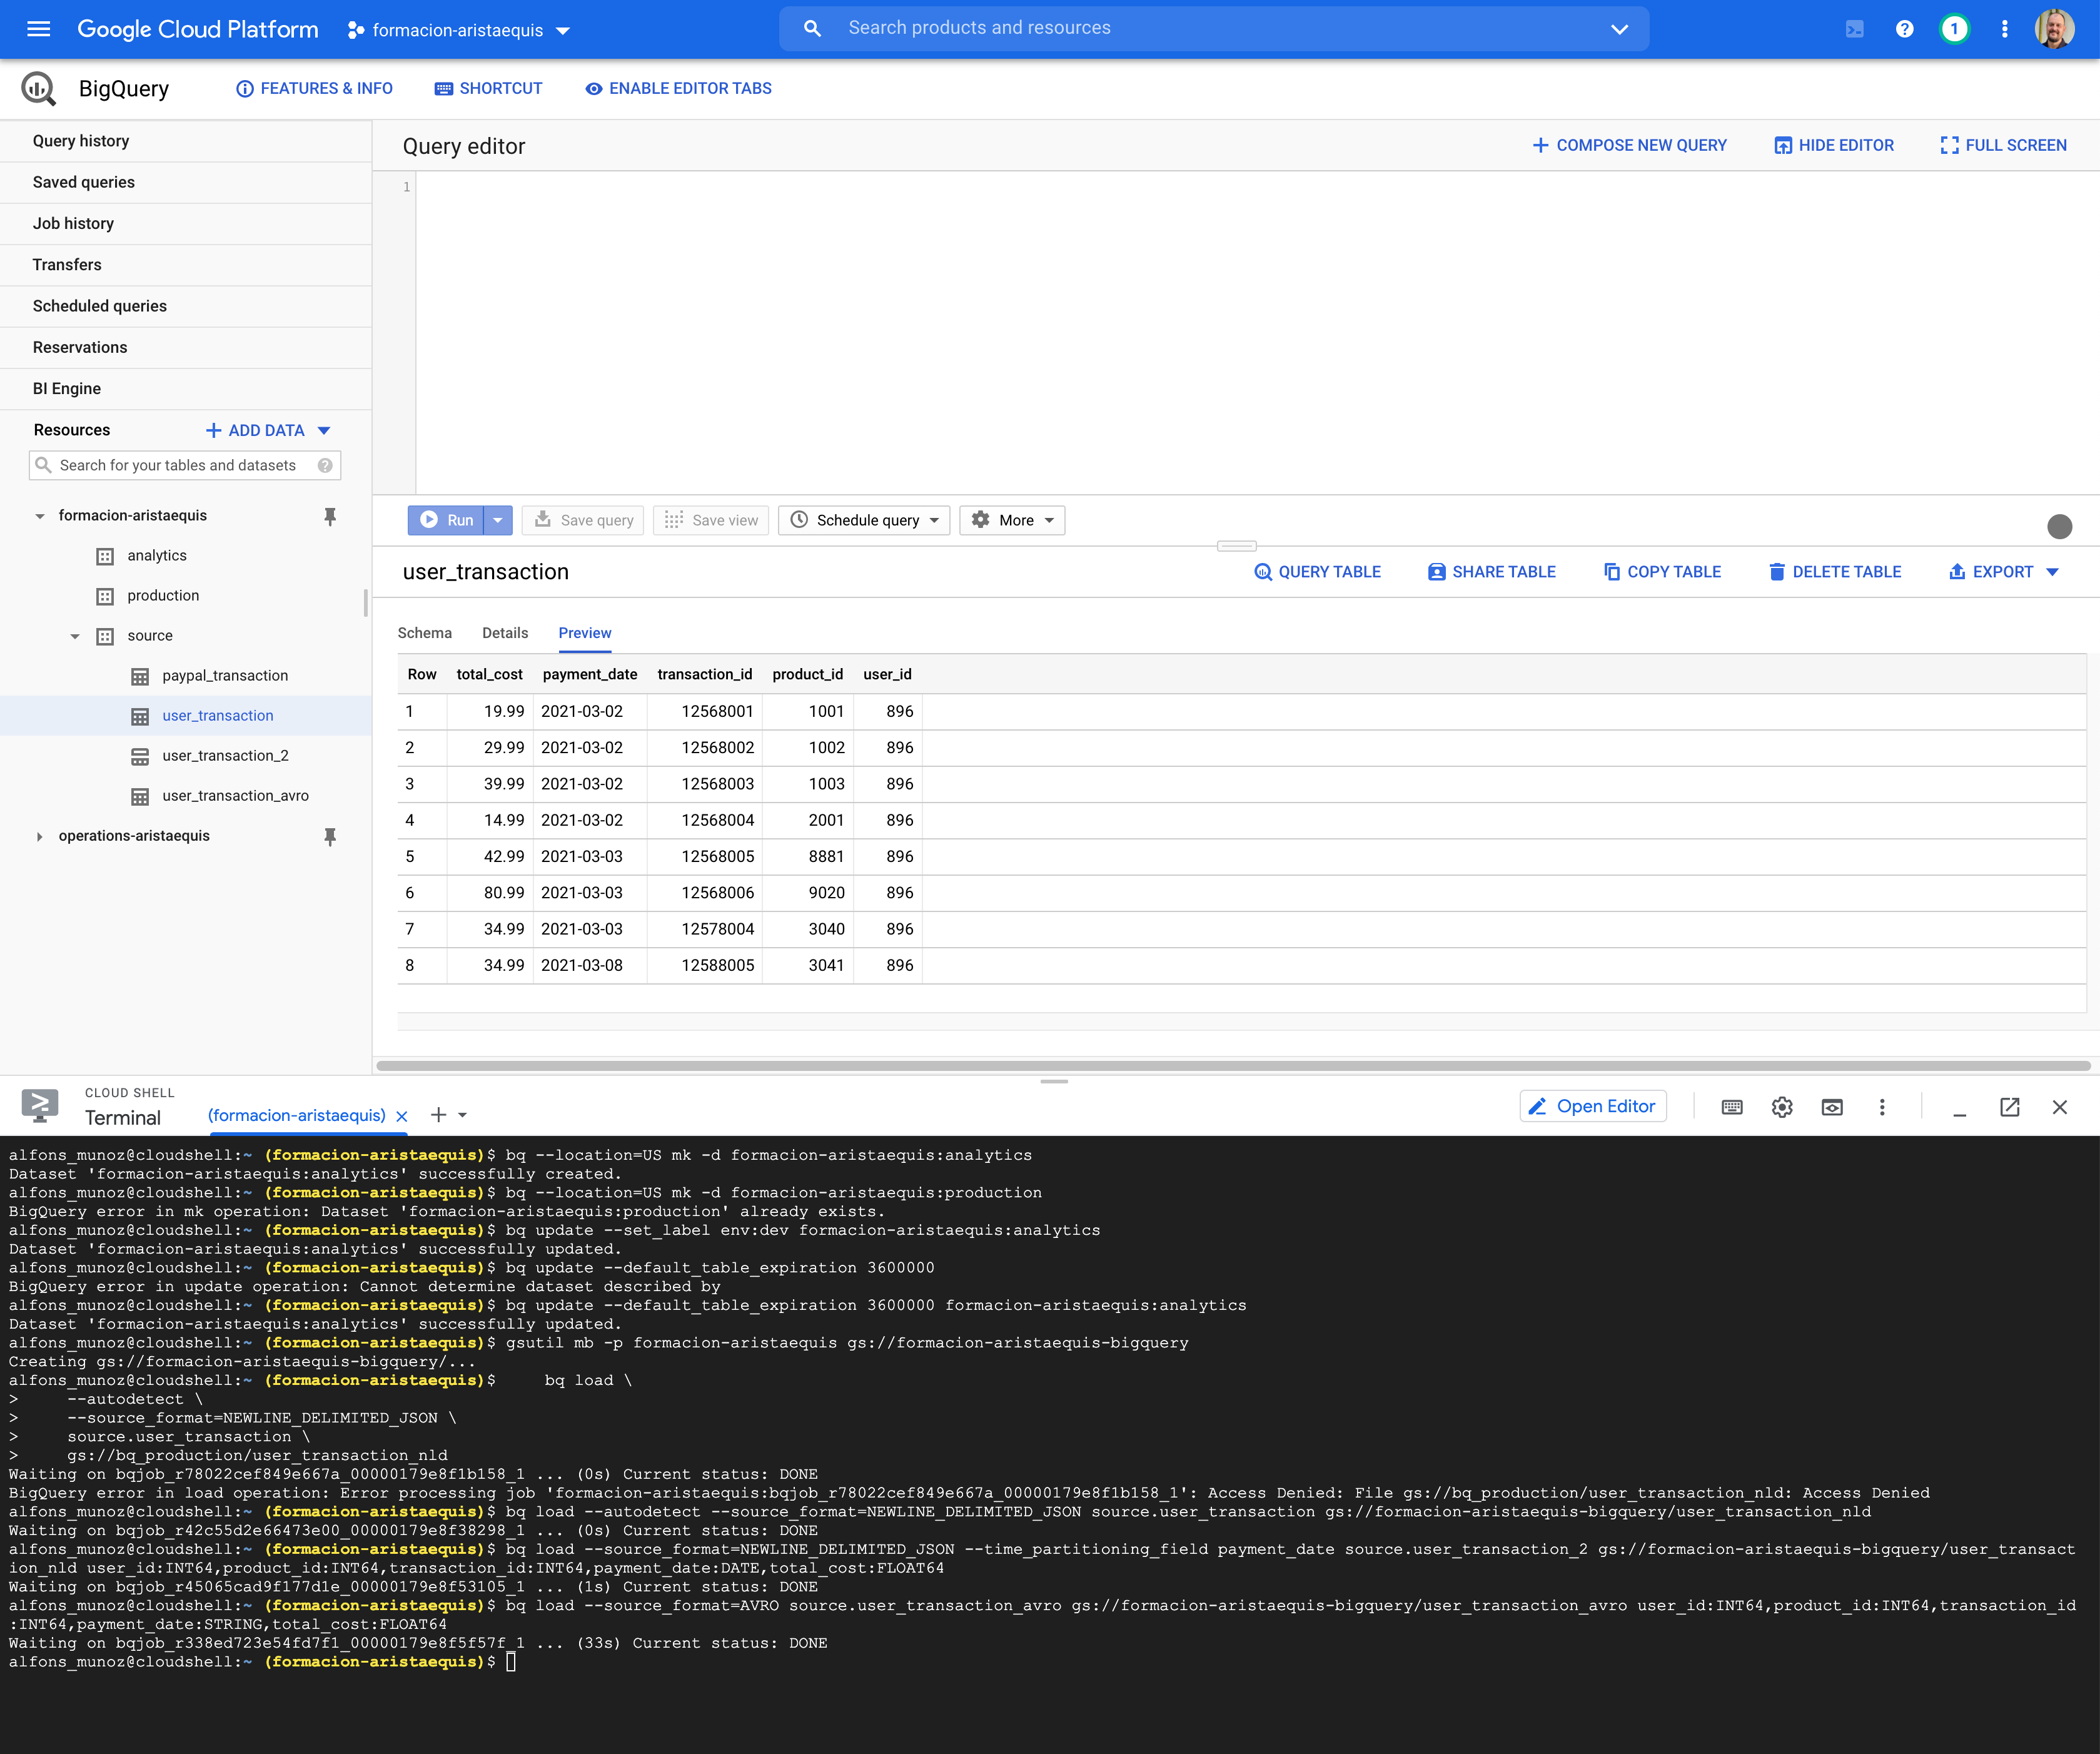 Google Cloud Platform formacion-aristaequis Search products and resources 1
BigQuery FEATURES & INFO SHORTCUT ENABLE EDITOR TABS
Query history
Saved queries
Job history
Transfers
Scheduled queries
Reservations
BI Engine
Resources ADD DATA
Search for your tables and datasets
formacion-aristaequis
analytics
production
source
paypal_transaction
user_transaction
user_transaction_2
user_transaction_avro
operations-aristaequis
Query editor COMPOSE NEW QUERY HIDE EDITOR FULL SCREEN
1
Run Save query Save view Schedule query More
user_transaction QUERY TABLE SHARE TABLE COPY TABLE DELETE TABLE EXPORT
Schema Details Preview
Row total_cost payment_date transaction_id product_id user_id
1 19.99 2021-03-02 12568001 1001 896
2 29.99 2021-03-02 12568002 1002 896
3 39.99 2021-03-02 12568003 1003 896
4 14.99 2021-03-02 12568004 2001 896
5 42.99 2021-03-03 12568005 8881 896
6 80.99 2021-03-03 12568006 9020 896
7 34.99 2021-03-03 12578004 3040 896
8 34.99 2021-03-08 12588005 3041 896
CLOUD SHELL
Terminal (formacion-aristaequis) Open Editor
alfons_munoz@cloudshell:~ (formacion-aristaequis)$ bq --location=US mk -d formacion-aristaequis:analytics
Dataset 'formacion-aristaequis:analytics' successfully created.
alfons_munoz@cloudshell:~ (formacion-aristaequis)$ bq --location=US mk -d formacion-aristaequis:production
BigQuery error in mk operation: Dataset 'formacion-aristaequis:production' already exists.
alfons_munoz@cloudshell:~ (formacion-aristaequis)$ bq update --set_label env:dev formacion-aristaequis:analytics
Dataset 'formacion-aristaequis:analytics' successfully updated.
alfons_munoz@cloudshell:~ (formacion-aristaequis)$ bq update --default_table_expiration 3600000
BigQuery error in update operation: Cannot determine dataset described by
alfons_munoz@cloudshell:~ (formacion-aristaequis)$ bq update --default_table_expiration 3600000 formacion-aristaequis:analytics
Dataset 'formacion-aristaequis:analytics' successfully updated.
alfons_munoz@cloudshell:~ (formacion-aristaequis)$ gsutil mb -p formacion-aristaequis gs://formacion-aristaequis-bigquery
Creating gs://formacion-aristaequis-bigquery/...
alfons_munoz@cloudshell:~ (formacion-aristaequis)$ bq load \
> --autodetect \
> --source_format=NEWLINE_DELIMITED_JSON \
> source.user_transaction \
> gs://bq_production/user_transaction_nld
Waiting on bqjob_r78022cef849e667a_00000179e8f1b158_1 ... (0s) Current status: DONE
BigQuery error in load operation: Error processing job 'formacion-aristaequis:bqjob_r78022cef849e667a_00000179e8f1b158_1': Access Denied: File gs://bq_production/user_transaction_nld: Access Denied
alfons_munoz@cloudshell:~ (formacion-aristaequis)$ bq load --autodetect --source_format=NEWLINE_DELIMITED_JSON source.user_transaction gs://formacion-aristaequis-bigquery/user_transaction_nld
Waiting on bqjob_r42c55d2e66473e00_00000179e8f38298_1 ... (0s) Current status: DONE
alfons_munoz@cloudshell:~ (formacion-aristaequis)$ bq load --source_format=NEWLINE_DELIMITED_JSON --time_partitioning_field payment_date source.user_transaction_2 gs://formacion-aristaequis-bigquery/user_transact
ion_nld user_id:INT64,product_id:INT64,transaction_id:INT64,payment_date:DATE,total_cost:FLOAT64
Waiting on bqjob_r45065cad9f177d1e_00000179e8f53105_1 ... (1s) Current status: DONE
alfons_munoz@cloudshell:~ (formacion-aristaequis)$ bq load --source_format=AVRO source.user_transaction_avro gs://formacion-aristaequis-bigquery/user_transaction_avro user_id:INT64,product_id:INT64,transaction_id
:INT64,payment_date:STRING,total_cost:FLOAT64
Waiting on bqjob_r338ed723e54fd7f1_00000179e8f5f57f_1 ... (33s) Current status: DONE
alfons_munoz@cloudshell:~ (formacion-aristaequis)$